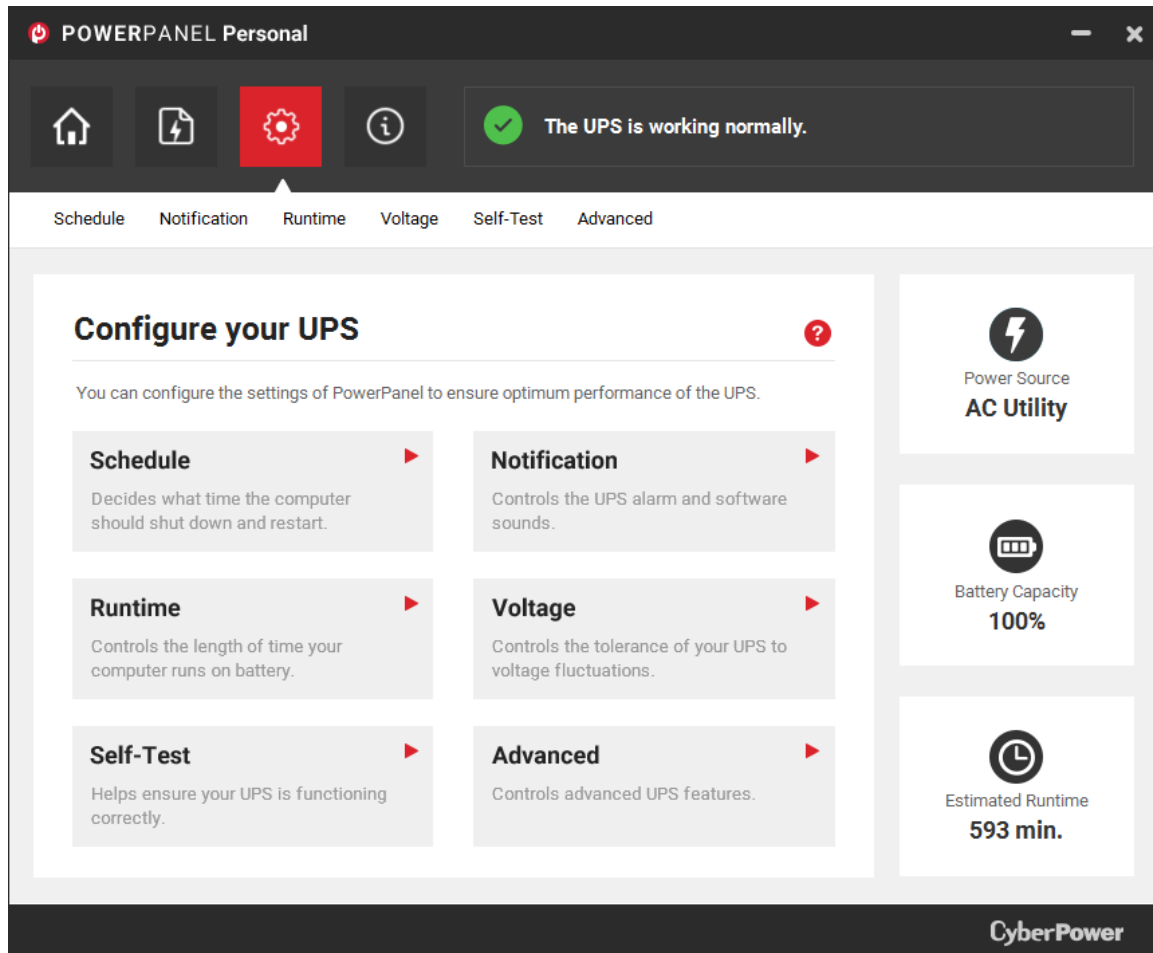 POWERPANEL Personal
The UPS is working normally.
Schedule Notification Runtime Voltage Self-Test Advanced
Configure your UPS
?
You can configure the settings of PowerPanel to ensure optimum performance of the UPS.
Schedule
Decides what time the computer
should shut down and restart.
Notification
Controls the UPS alarm and software
sounds.
Runtime
Controls the length of time your
computer runs on battery.
Voltage
Controls the tolerance of your UPS to
voltage fluctuations.
Self-Test
Helps ensure your UPS is functioning
correctly.
Advanced
Controls advanced UPS features.
Power Source
AC Utility
Battery Capacity
100%
Estimated Runtime
593 min.
CyberPower